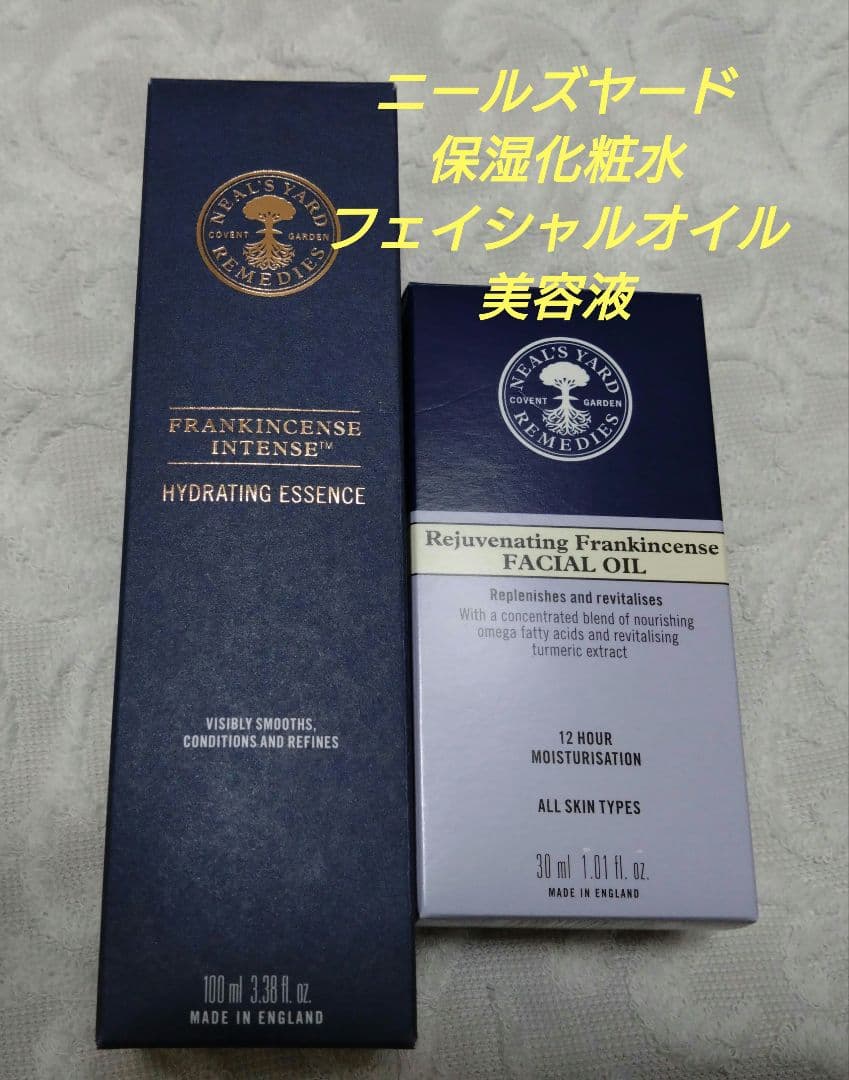 ニールズヤード
保湿化粧水
フェイシャルオイル
美容液
NEAL'S YARD
COVENT GARDEN
REMEDIES
FRANKINCENSE
INTENSE™
HYDRATING ESSENCE
VISIBLY SMOOTHS,
CONDITIONS AND REFINES
100 ml 3.38 fl. oz.
MADE IN ENGLAND
NEAL'S YARD
COVENT GARDEN
REMEDIES
Rejuvenating Frankincense
FACIAL OIL
Replenishes and revitalises
With a concentrated blend of nourishing
omega fatty acids and revitalising
turmeric extract
12 HOUR
MOISTURISATION
ALL SKIN TYPES
30 ml 1.01 fl. oz.
MADE IN ENGLAND